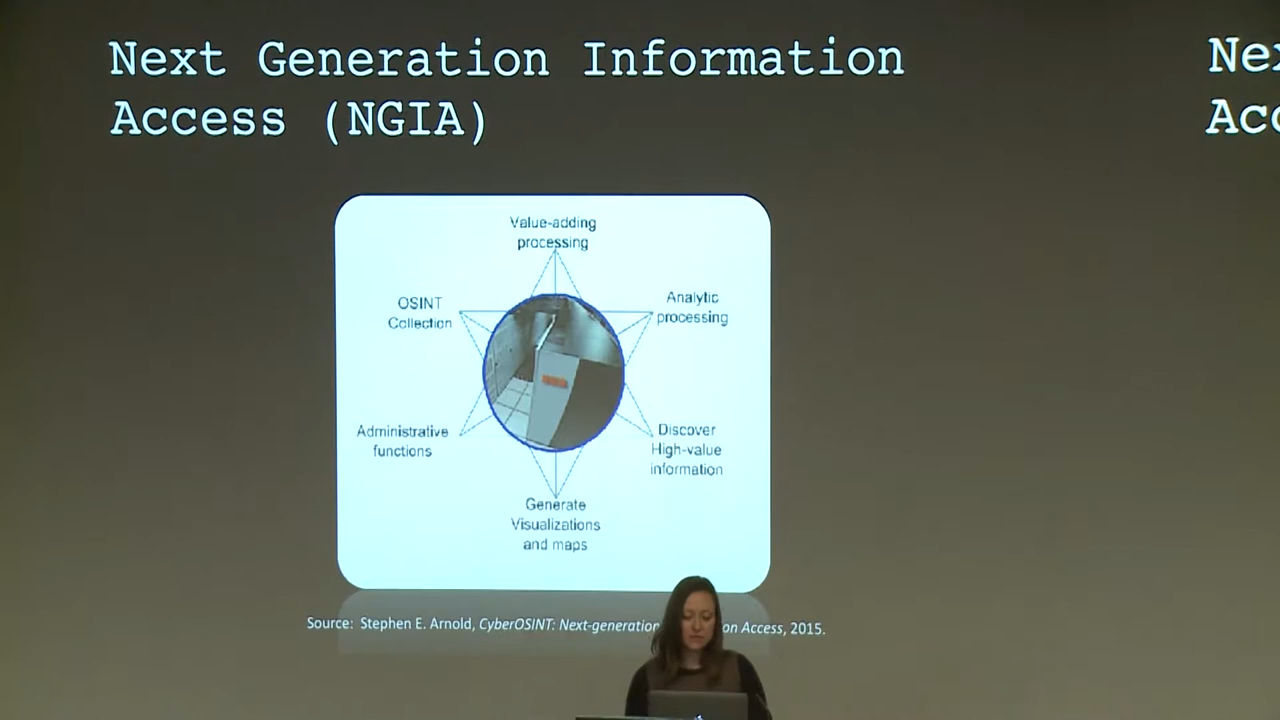 Next Generation Information
Access (NGIA)
Nex
Acc
Value-adding
processing
OSINT
Collection
Analytic
processing
Administrative
functions
Discover
High-value
information
Generate
Visualizations
and maps
Source: Stephen E. Arnold, CyberOSINT: Next-generation on Access, 2015.